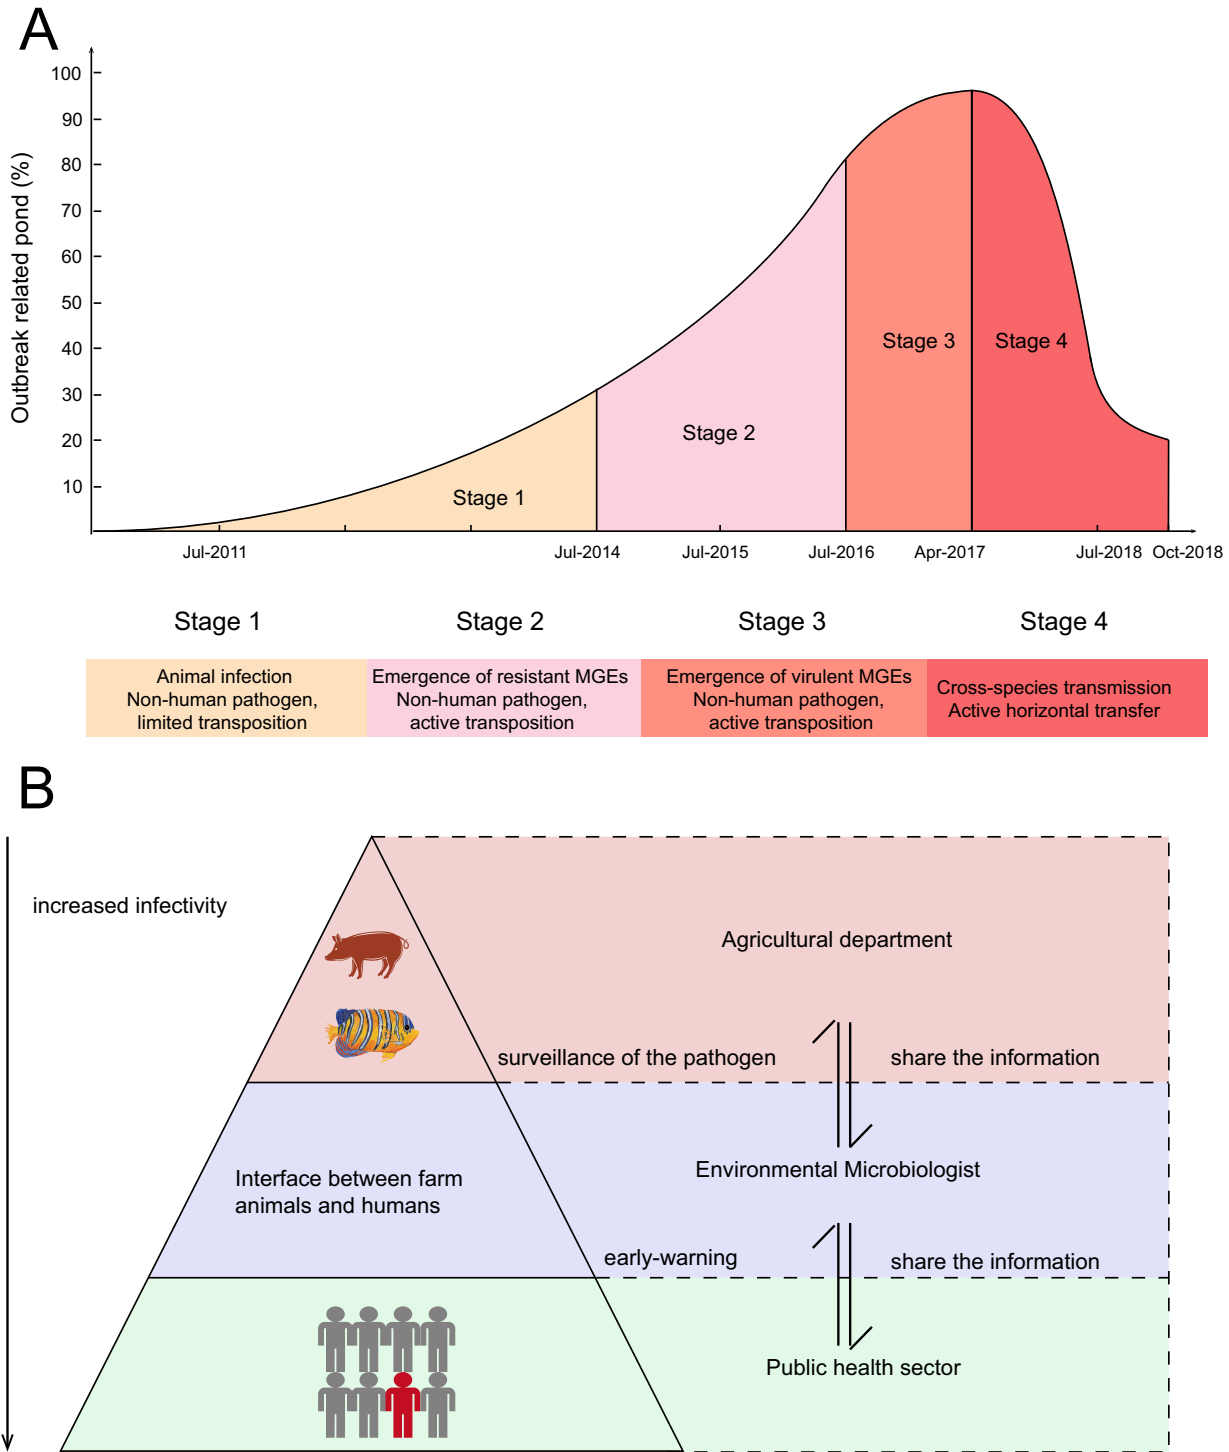 A
Outbreak related pond (%)
100
90
80
70
60
50
40
30
20
10
Stage 1
Stage 2
Stage 3
Stage 4
Jul-2011
Jul-2014
Jul-2015
Jul-2016
Apr-2017
Jul-2018
Oct-2018
Stage 1
Stage 2
Stage 3
Stage 4
Animal infection
Non-human pathogen,
limited transposition
Emergence of resistant MGEs
Non-human pathogen,
active transposition
Emergence of virulent MGEs
Non-human pathogen,
active transposition
Cross-species transmission
Active horizontal transfer
B
increased infectivity
Agricultural department
surveillance of the pathogen
share the information
Interface between farm
animals and humans
Environmental Microbiologist
early-warning
share the information
Public health sector